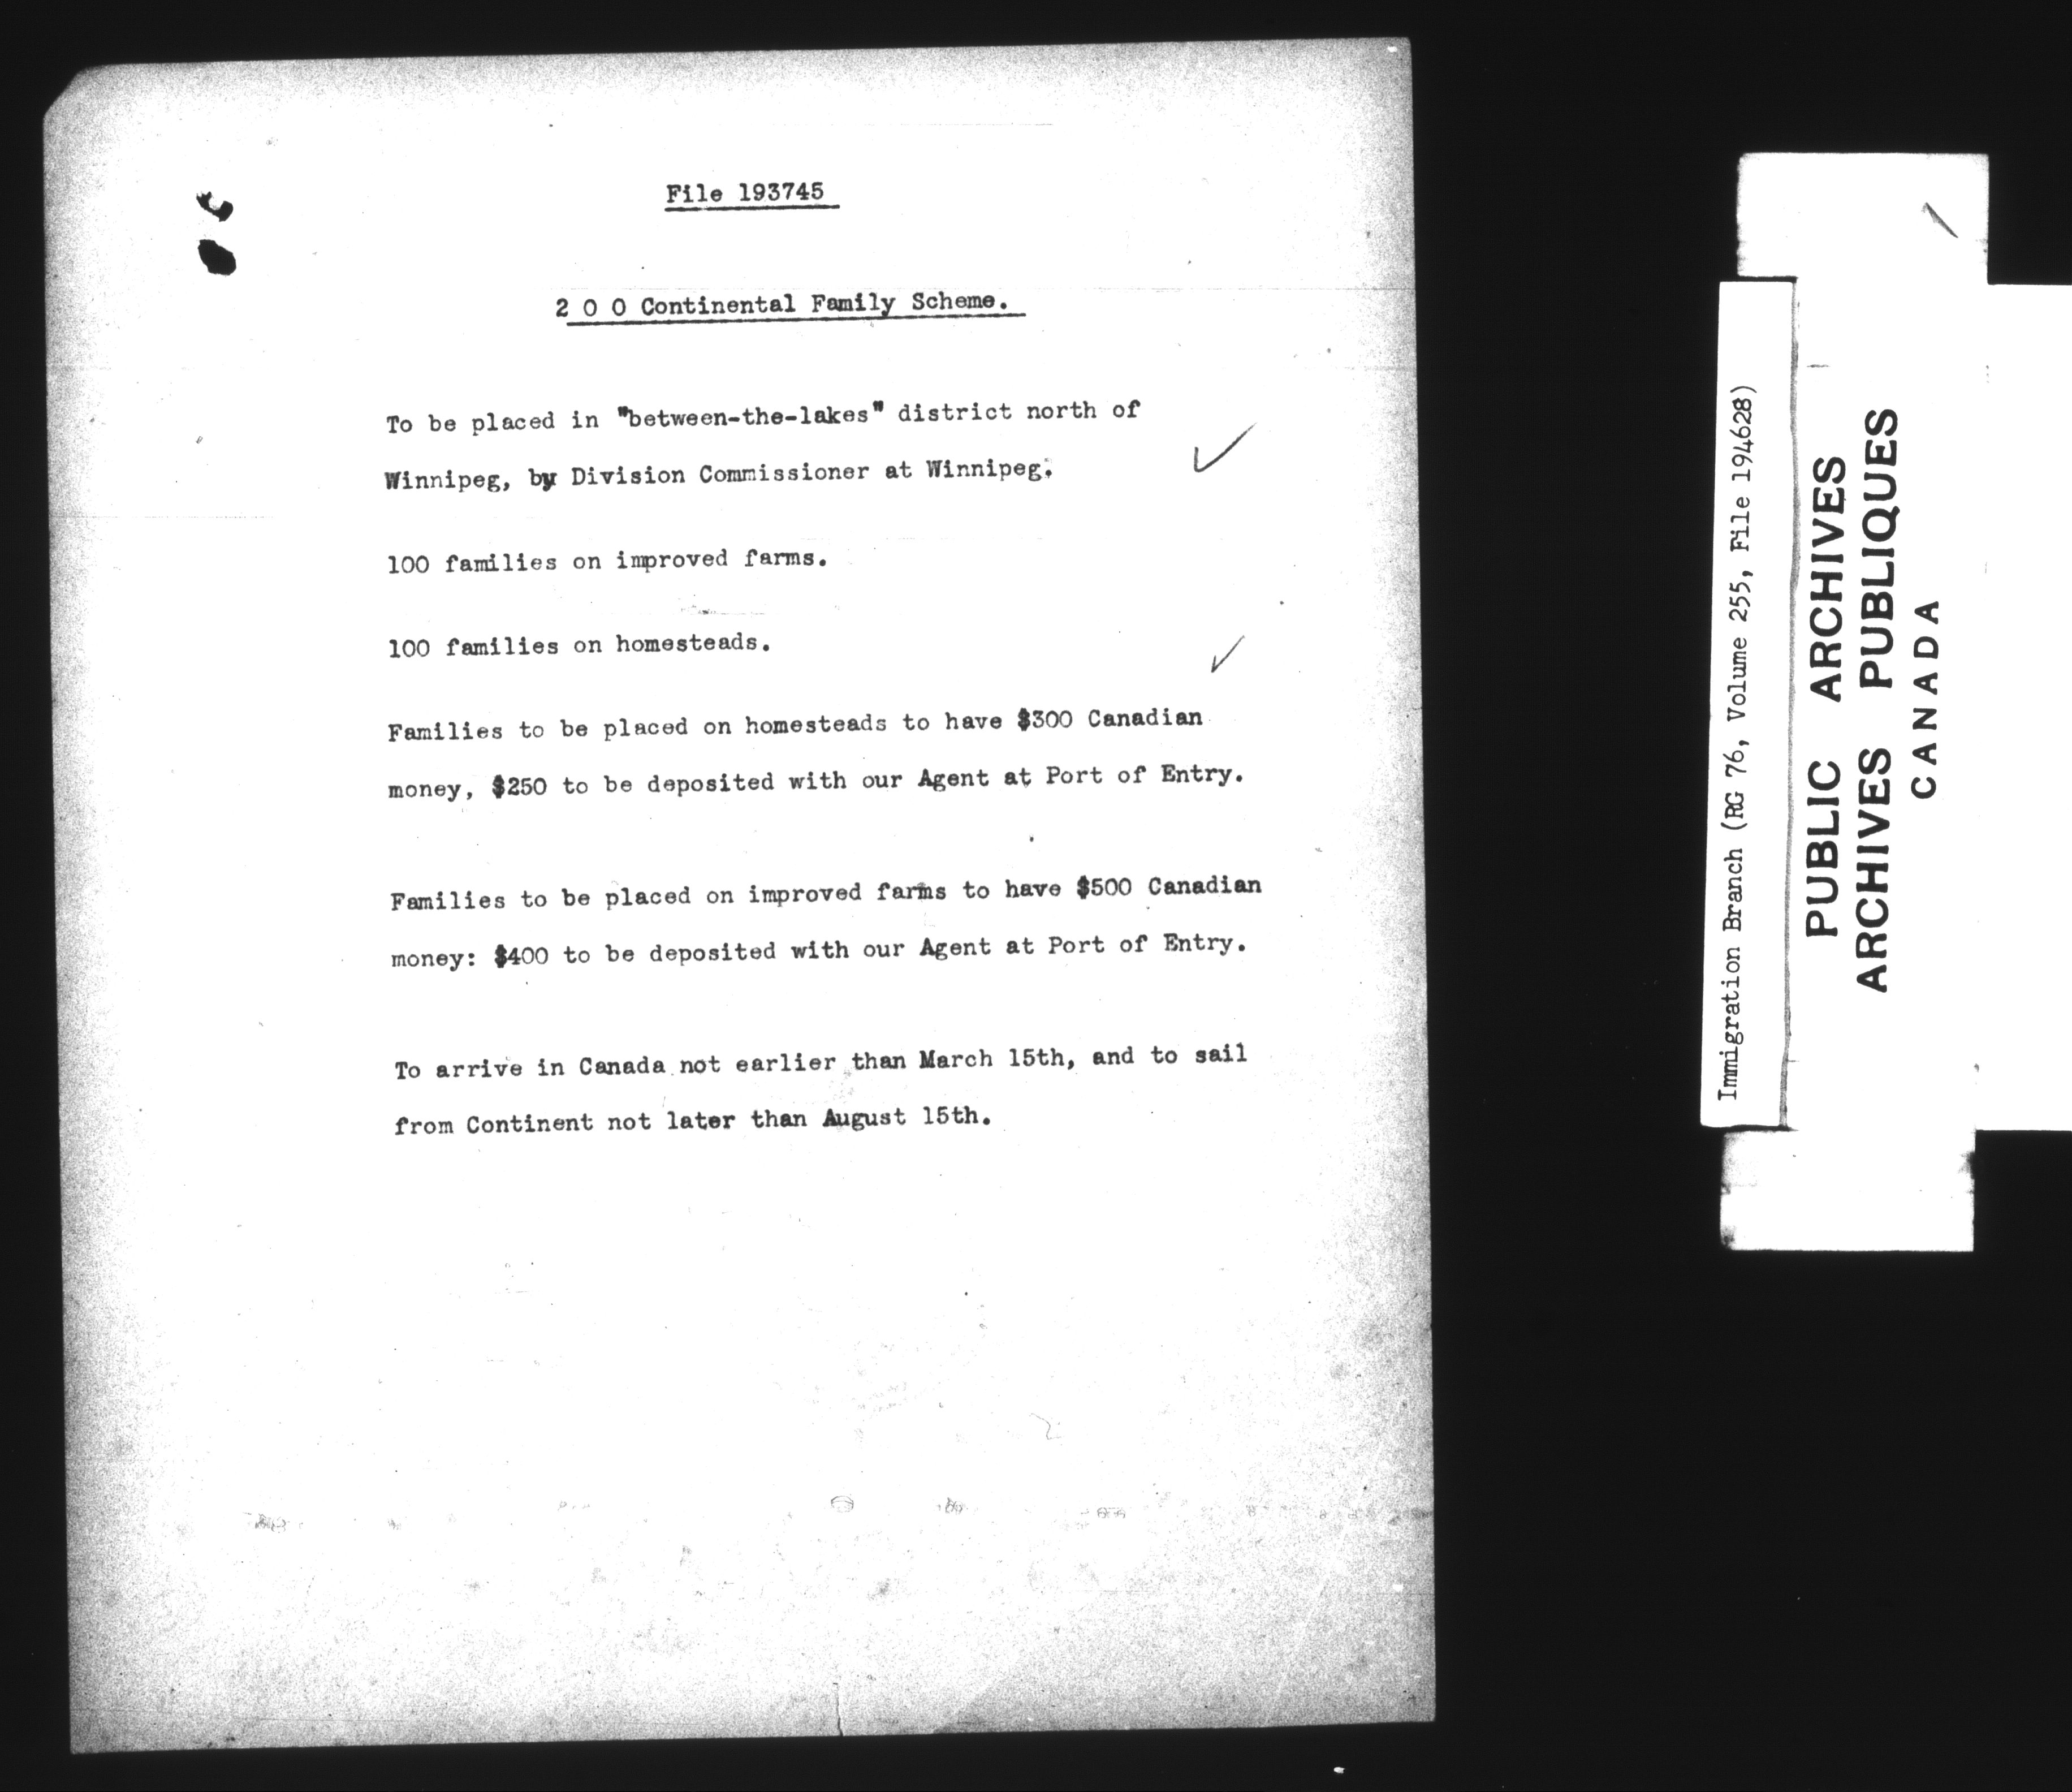 File 193745
2 0 0 Continental Family Scheme.
To be placed in "between-the-lakes" district north of
Winnipeg, by Division Commissioner at Winnipeg.
100 families on improved farms.
100 families on homesteads.
Families to be placed on homesteads to have $300 Canadian
money, $250 to be deposited with our Agent at Port of Entry.
Families to be placed on improved farms to have $500 Canadian
money: $400 to be deposited with our Agent at Port of Entry.
To arrive in Canada not earlier than March 15th, and to sail
from Continent not later than August 15th.
Immigration Branch (RG 76, Volume 255, File 194628)
PUBLIC ARCHIVES
ARCHIVES PUBLIQUES
CANADA